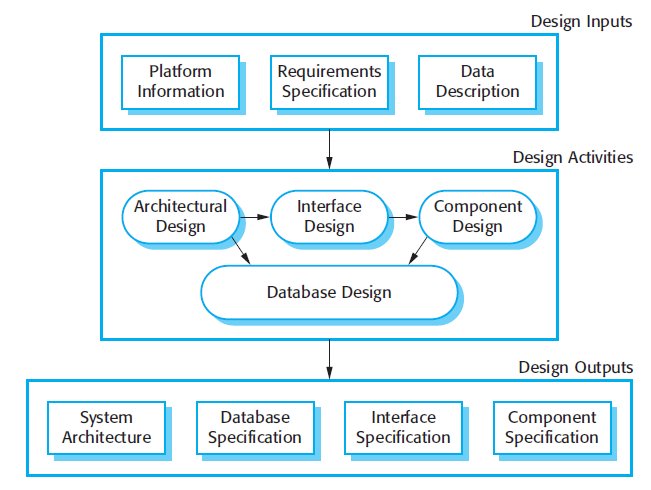 Design Inputs
Platform
Information
Requirements
Specification
Data
Description
Design Activities
Architectural
Design
Interface
Design
Component
Design
Database Design
Design Outputs
System
Architecture
Database
Specification
Interface
Specification
Component
Specification